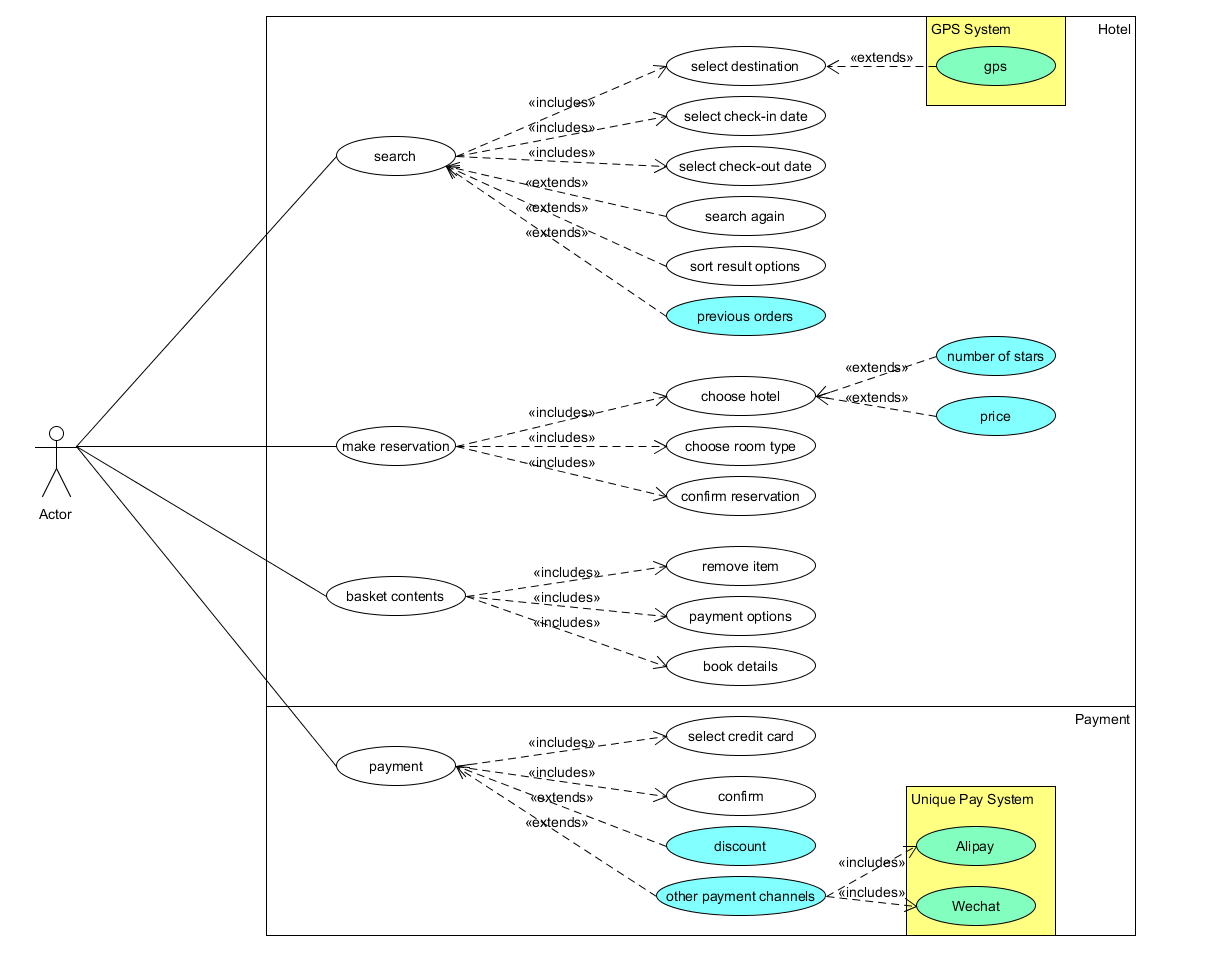 GPS System
Hotel
select destination
«extends»
gps
«includes»
select check-in date
«includes»
search
«includes»
select check-out date
«extends»
search again
«extends»
«extends»
sort result options
previous orders
number of stars
«extends»
choose hotel
«extends»
price
«includes»
make reservation
«includes»
choose room type
«includes»
confirm reservation
Actor
remove item
«includes»
basket contents
«includes»
payment options
«includes»
book details
Payment
select credit card
«includes»
payment
«includes»
confirm
«extends»
«extends»
Unique Pay System
discount
Alipay
«includes»
other payment channels
«includes»
Wechat